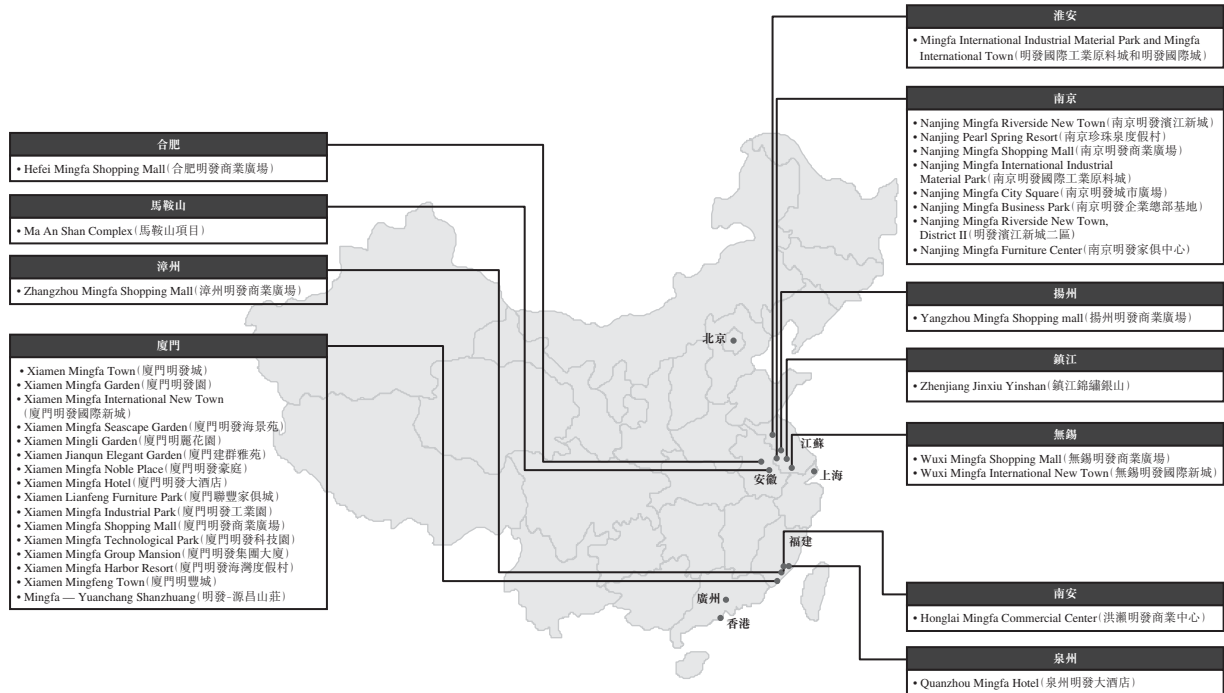 合肥
• Hefei Mingfa Shopping Mall(合肥明發商業廣場)
馬鞍山
• Ma An Shan Complex(馬鞍山項目)
漳州
• Zhangzhou Mingfa Shopping Mall(漳州明發商業廣場)
廈門
• Xiamen Mingfa Town(廈門明發城)
• Xiamen Mingfa Garden(廈門明發園)
• Xiamen Mingfa International New Town
(廈門明發國際新城)
• Xiamen Mingfa Seascape Garden(廈門明發海景苑)
• Xiamen Mingli Garden(廈門明麗花園)
• Xiamen Jianqun Elegant Garden(廈門建群雅苑)
• Xiamen Mingfa Noble Place(廈門明發豪庭)
• Xiamen Mingfa Hotel(廈門明發大酒店)
• Xiamen Lianfeng Furniture Park(廈門聯豐家俱城)
• Xiamen Mingfa Industrial Park(廈門明發工業園)
• Xiamen Mingfa Shopping Mall(廈門明發商業廣場)
• Xiamen Mingfa Technological Park(廈門明發科技園)
• Xiamen Mingfa Group Mansion(廈門明發集團大廈)
• Xiamen Mingfa Harbor Resort(廈門明發海灣度假村)
• Xiamen Mingfeng Town(廈門明豐城)
• Mingfa — Yuanchang Shanzhuang(明發-源昌山莊)
北京
江蘇
安徽
上海
福建
廣州
香港
淮安
• Mingfa International Industrial Material Park and Mingfa
International Town(明發國際工業原料城和明發國際城)
南京
• Nanjing Mingfa Riverside New Town(南京明發濱江新城)
• Nanjing Pearl Spring Resort(南京珍珠泉度假村)
• Nanjing Mingfa Shopping Mall(南京明發商業廣場)
• Nanjing Mingfa International Industrial
Material Park(南京明發國際工業原料城)
• Nanjing Mingfa City Square(南京明發城市廣場)
• Nanjing Mingfa Business Park(南京明發企業總部基地)
• Nanjing Mingfa Riverside New Town,
District II(明發濱江新城二區)
• Nanjing Mingfa Furniture Center(南京明發家俱中心)
揚州
• Yangzhou Mingfa Shopping mall(揚州明發商業廣場)
鎮江
• Zhenjiang Jinxiu Yinshan(鎮江錦繡銀山)
無錫
• Wuxi Mingfa Shopping Mall(無錫明發商業廣場)
• Wuxi Mingfa International New Town(無錫明發國際新城)
南安
• Honglai Mingfa Commercial Center(洪瀨明發商業中心)
泉州
• Quanzhou Mingfa Hotel(泉州明發大酒店)